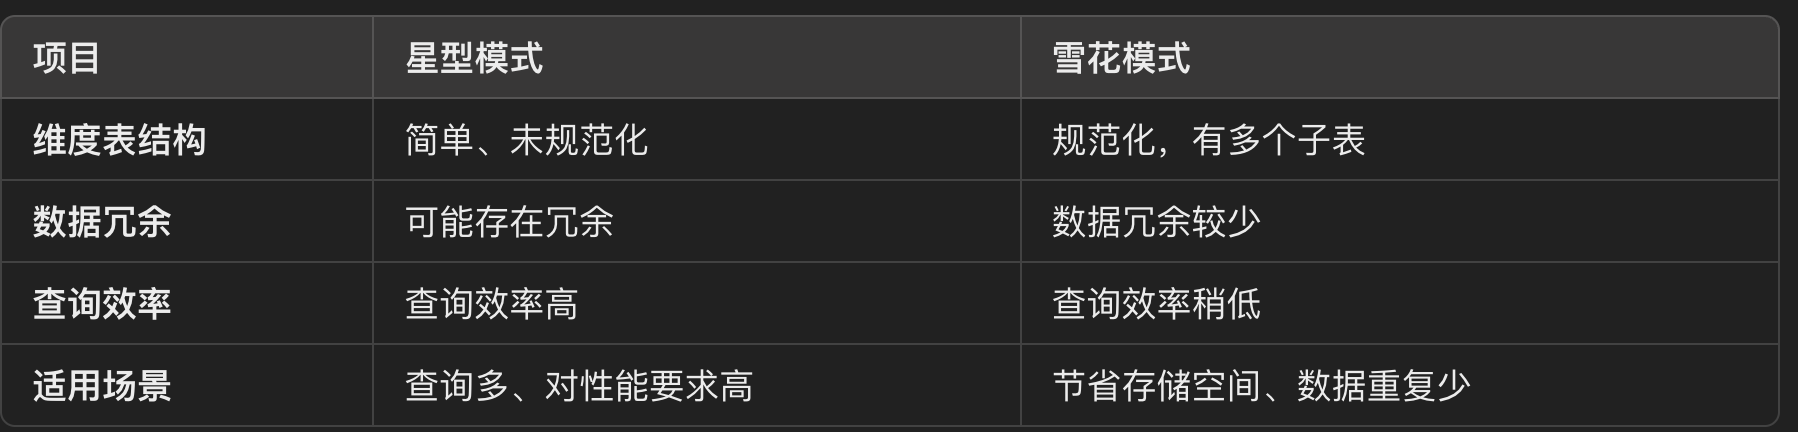 项目 星型模式 雪花模式
维度表结构 简单、未规范化 规范化，有多个子表
数据冗余 可能存在冗余 数据冗余较少
查询效率 查询效率高 查询效率稍低
适用场景 查询多、对性能要求高 节省存储空间、数据重复少